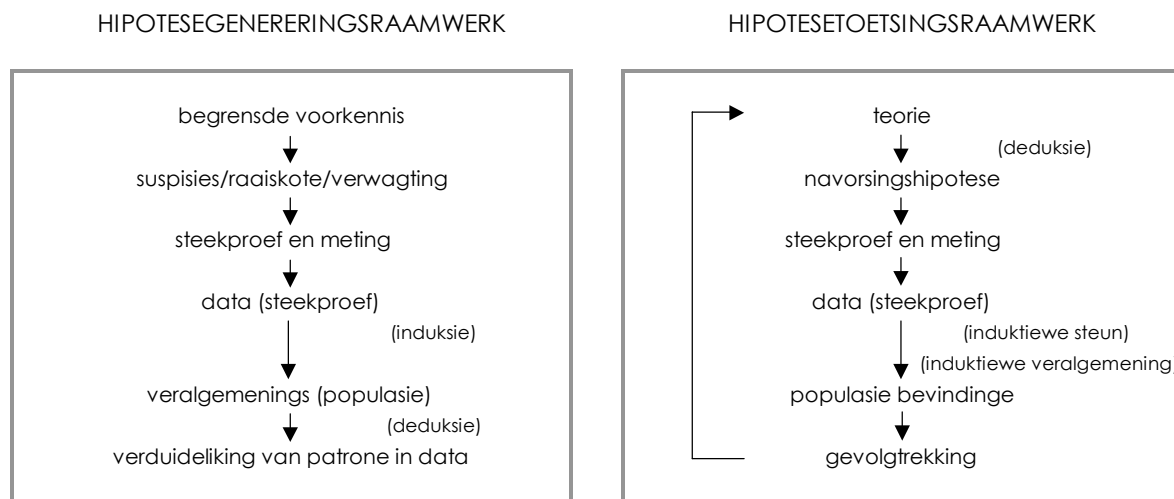 HIPOTESEGENERERINGSRAAMWERK
begrensde voorkennis
suspisies/raaiskote/verwagting
steekproef en meting
data (steekproef)
(induksie)
veralgemenings (populasie)
(deduksie)
verduideliking van patrone in data
HIPOTESETOETSINGSRAAMWERK
teorie
(deduksie)
navorsingshipotese
steekproef en meting
data (steekproef)
(induktiewe steun)
(induktiewe veralgemening)
populasie bevindinge
gevolgtrekking